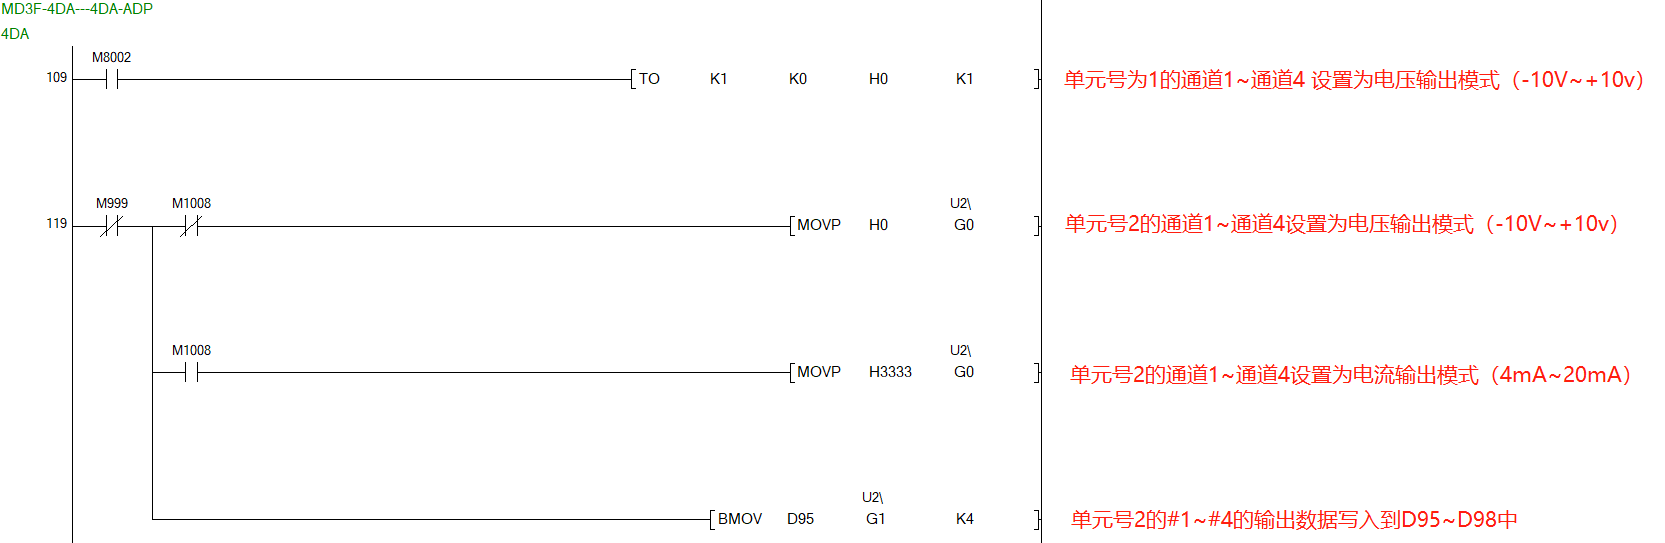 MD3F-4DA---4DA-ADP
4DA
M8002
109 TO K1 K0 H0 K1 单元号为1的通道1~通道4 设置为电压输出模式（-10V~+10v）
M999 M1008 U2\
119 MOVP H0 G0 单元号2的通道1~通道4设置为电压输出模式（-10V~+10v）
M1008 U2\
MOVP H3333 G0 单元号2的通道1~通道4设置为电流输出模式（4mA~20mA）
U2\
BMOV D95 G1 K4 单元号2的#1~#4的输出数据写入到D95~D98中